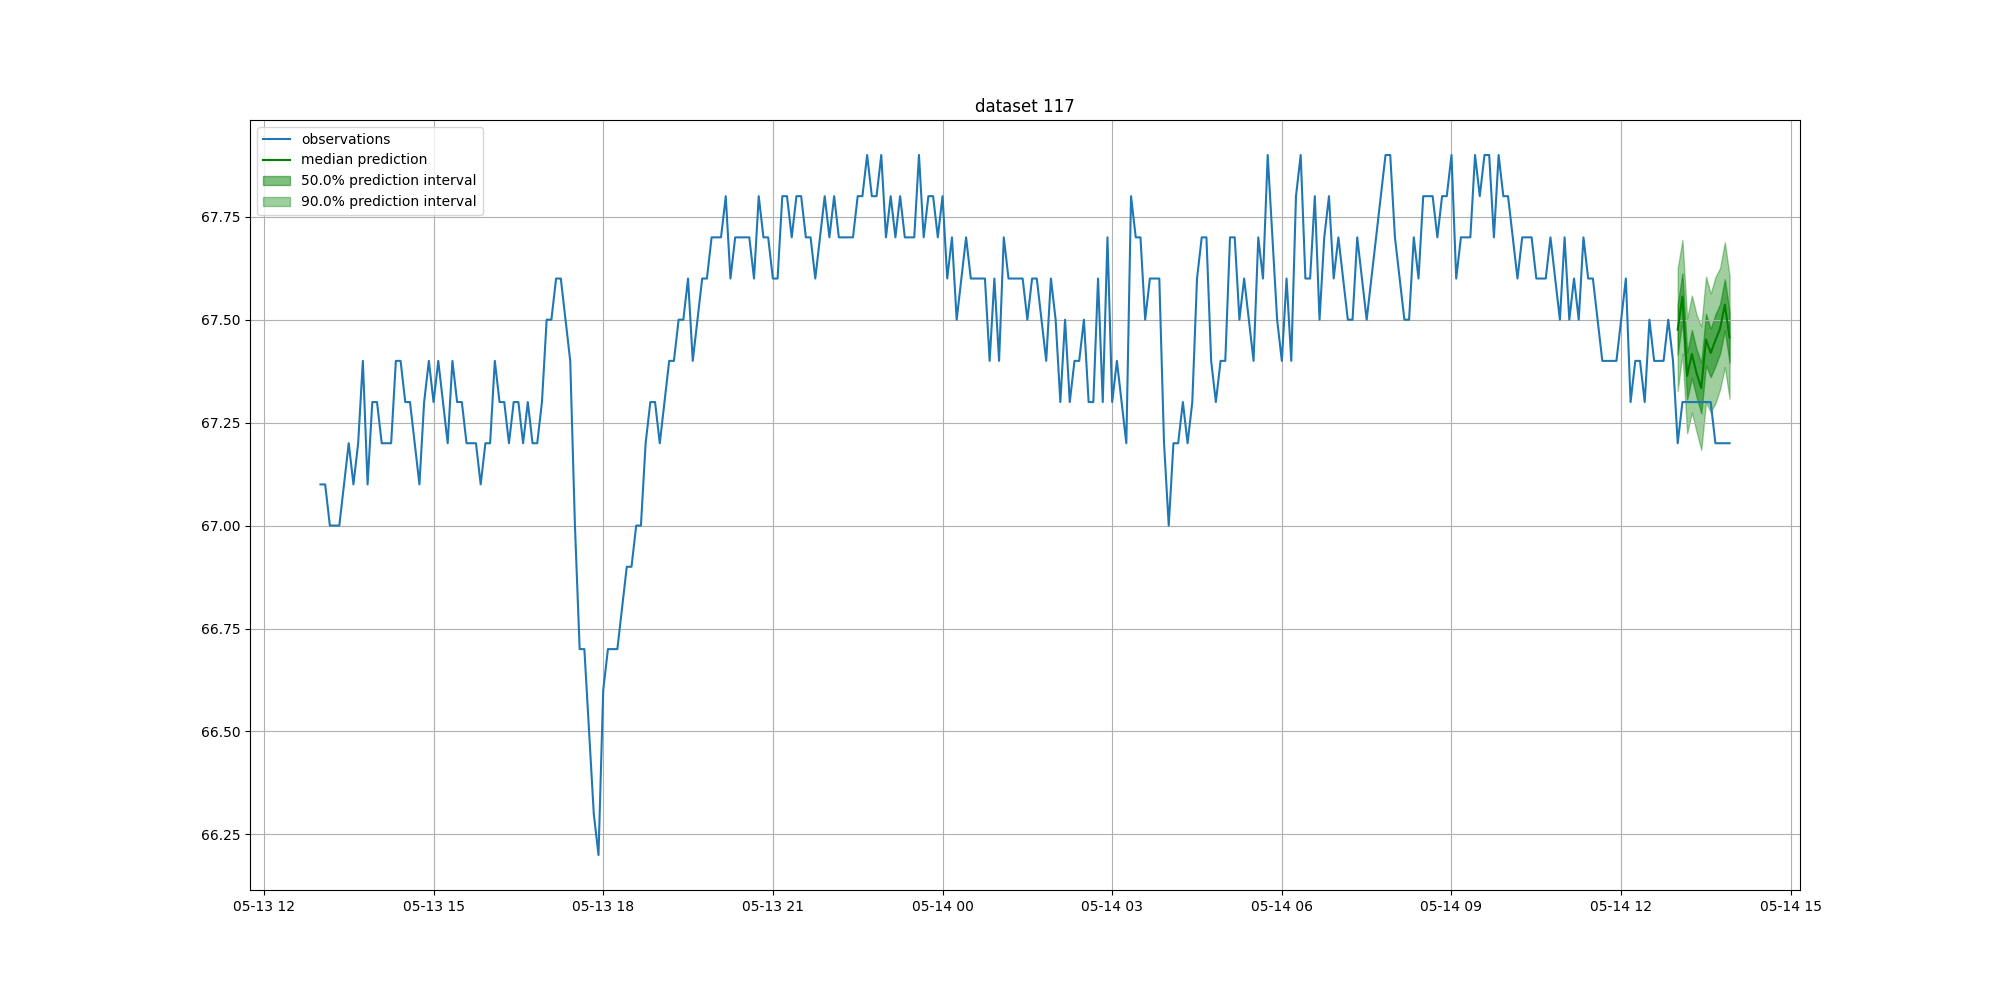 dataset 117
observations
median prediction
50.0% prediction interval
90.0% prediction interval
67.75
67.50
67.25
67.00
66.75
66.50
66.25
05-13 12 05-13 15 05-13 18 05-13 21 05-14 00 05-14 03 05-14 06 05-14 09 05-14 12 05-14 15